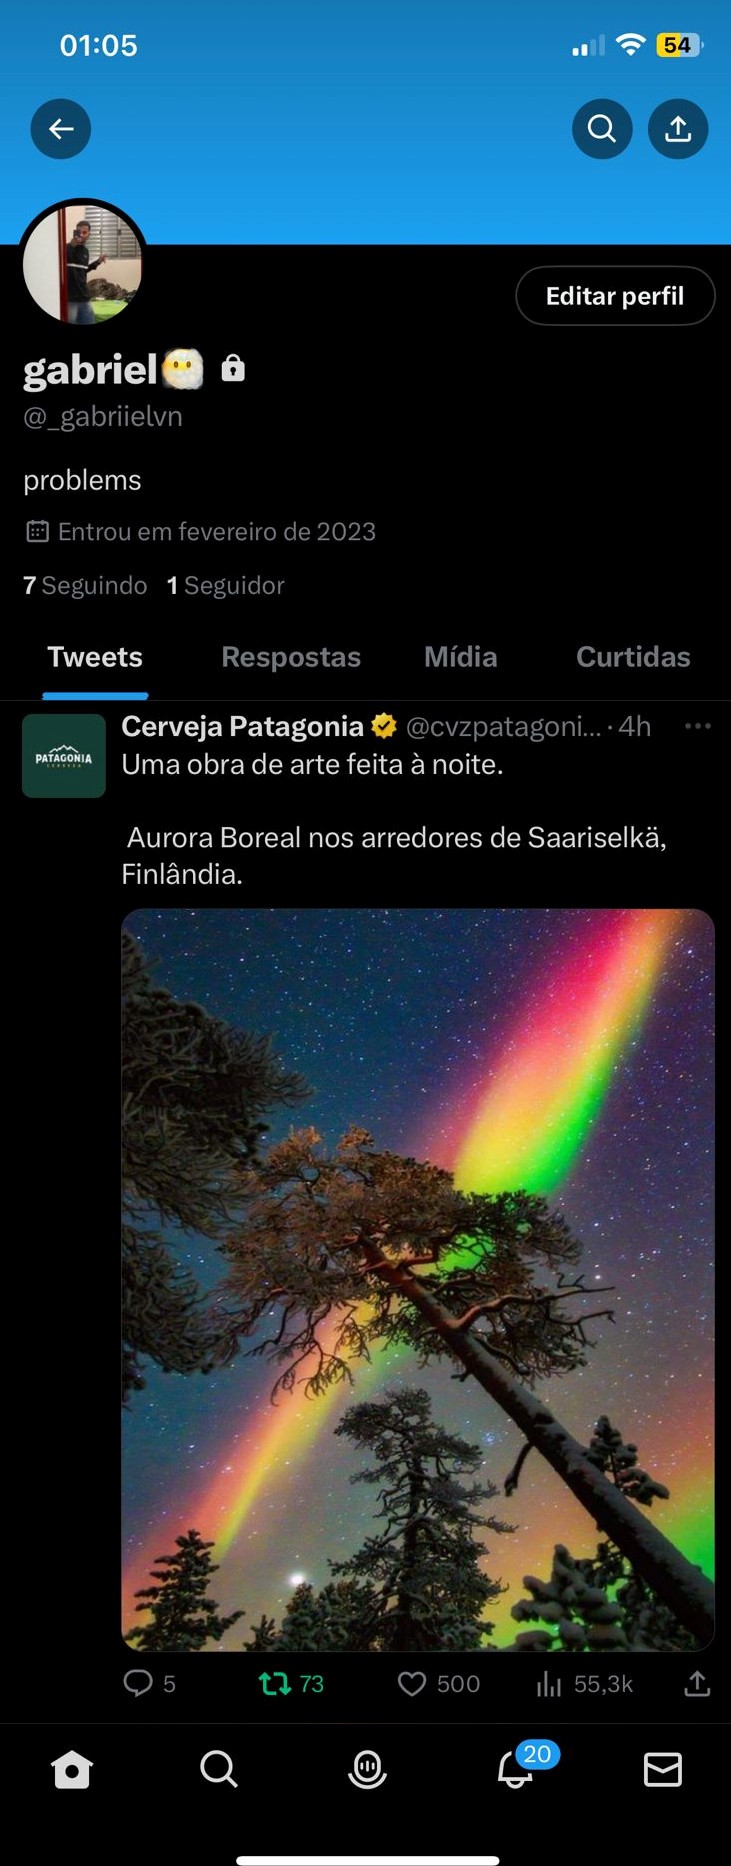 01:05
54
Editar perfil
gabriel😶
@_gabriielvn
problems
Entrou em fevereiro de 2023
7 Seguindo 1 Seguidor
Tweets Respostas Mídia Curtidas
PATAGONIA
CERVEZA
Cerveja Patagonia @cvzpatagoni... · 4h
Uma obra de arte feita à noite.
Aurora Boreal nos arredores de Saariselkä,
Finlândia.
5 73 500 55,3k
20